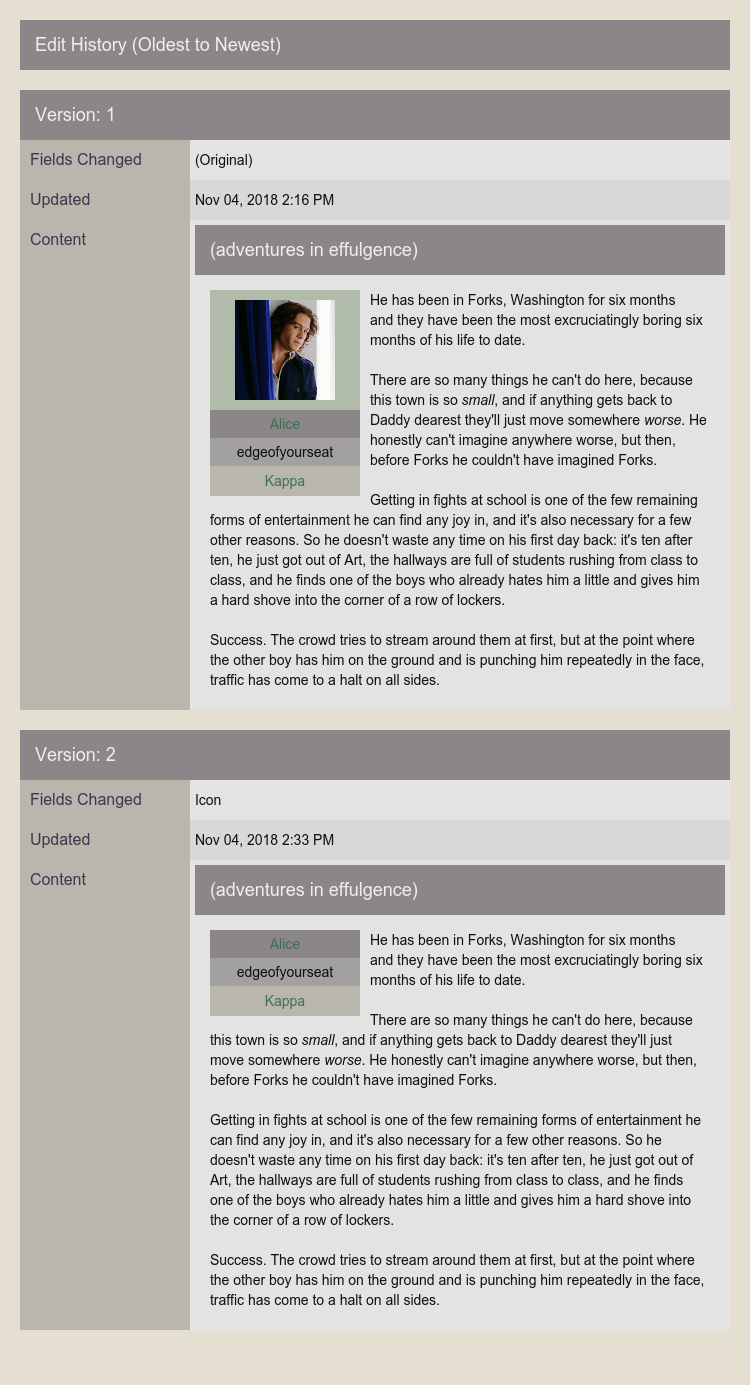 Edit History (Oldest to Newest)
Version: 1
Fields Changed
(Original)
Updated
Nov 04, 2018 2:16 PM
Content
(adventures in effulgence)
Alice
edgeofyourseat
Kappa
He has been in Forks, Washington for six months
and they have been the most excruciatingly boring six
months of his life to date.
There are so many things he can't do here, because
this town is so small, and if anything gets back to
Daddy dearest they'll just move somewhere worse. He
honestly can't imagine anywhere worse, but then,
before Forks he couldn't have imagined Forks.
Getting in fights at school is one of the few remaining
forms of entertainment he can find any joy in, and it's also necessary for a few
other reasons. So he doesn't waste any time on his first day back: it's ten after
ten, he just got out of Art, the hallways are full of students rushing from class to
class, and he finds one of the boys who already hates him a little and gives him
a hard shove into the corner of a row of lockers.
Success. The crowd tries to stream around them at first, but at the point where
the other boy has him on the ground and is punching him repeatedly in the face,
traffic has come to a halt on all sides.
Version: 2
Fields Changed
Icon
Updated
Nov 04, 2018 2:33 PM
Content
(adventures in effulgence)
Alice
edgeofyourseat
Kappa
He has been in Forks, Washington for six months
and they have been the most excruciatingly boring six
months of his life to date.
There are so many things he can't do here, because
this town is so small, and if anything gets back to Daddy dearest they'll just
move somewhere worse. He honestly can't imagine anywhere worse, but then,
before Forks he couldn't have imagined Forks.
Getting in fights at school is one of the few remaining forms of entertainment he
can find any joy in, and it's also necessary for a few other reasons. So he
doesn't waste any time on his first day back: it's ten after ten, he just got out of
Art, the hallways are full of students rushing from class to class, and he finds
one of the boys who already hates him a little and gives him a hard shove into
the corner of a row of lockers.
Success. The crowd tries to stream around them at first, but at the point where
the other boy has him on the ground and is punching him repeatedly in the face,
traffic has come to a halt on all sides.